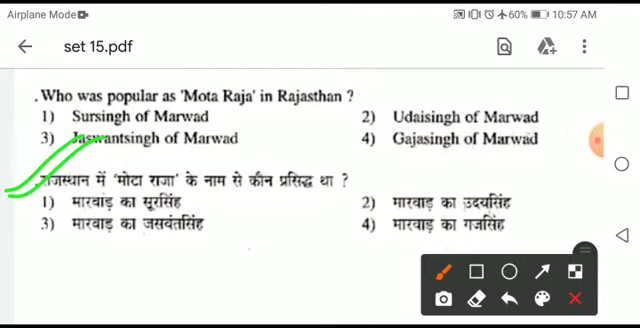 Airplane Mode 60% 10:57 AM
set 15.pdf
. Who was popular as 'Mota Raja' in Rajasthan ?
1) Sursingh of Marwad 2) Udaisingh of Marwad
3) Jaswantsingh of Marwad 4) Gajasingh of Marwad
राजस्थान में 'मोटा राजा' के नाम से कौन प्रसिद्ध था ?
1) मारवाड़ का सूरसिंह 2) मारवाड़ का उदयसिंह
3) मारवाड़ का जसवंतसिंह 4) मारवाड़ का गजसिंह